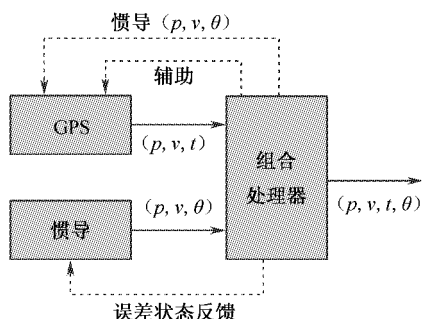 惯导(p, v, θ)
辅助
GPS
(p, v, t)
组合
处理器
(p, v, θ)
惯导
(p, v, t, θ)
误差状态反馈